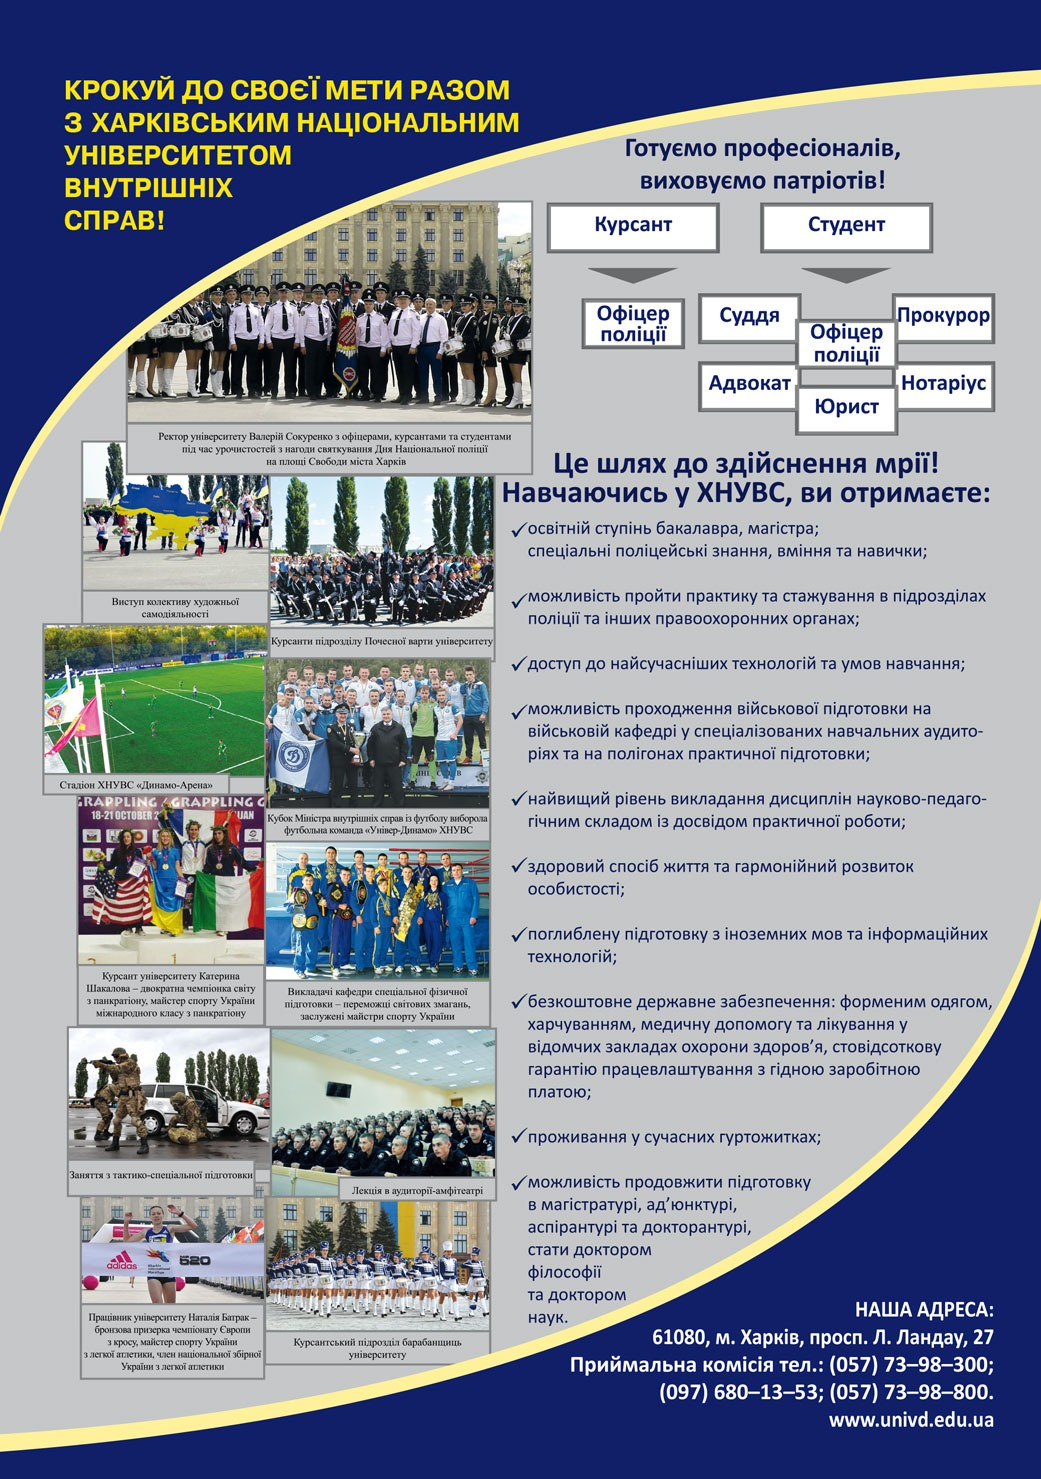 КРОКУЙ ДО СВОЄЇ МЕТИ РАЗОМ
З ХАРКІВСЬКИМ НАЦІОНАЛЬНИМ
УНІВЕРСИТЕТОМ
ВНУТРІШНІХ
СПРАВ!
Готуємо професіоналів,
виховуємо патріотів!
Курсант
Студент
Офіцер
поліції
Суддя
Офіцер
поліції
Прокурор
Адвокат
Юрист
Нотаріус
Ректор університету Валерій Сокуренко з офіцерами, курсантами та студентами
під час урочистостей з нагоди святкування Дня Національної поліції
на площі Свободи міста Харків
Виступ колективу художньої
самодіяльності
Курсанти підрозділу Почесної варти університету
Стадіон ХНУВС «Динамо-Арена»
Кубок Міністра внутрішніх справ із футболу виборола
футбольна команда «Універ-Динамо» ХНУВС
GRAPPLING
GRAPPLING
18-21 OCTOBER
Курсант університету Катерина
Шакалова – двократна чемпіонка світу
з панкратіону, майстер спорту України
міжнародного класу з панкратіону
Викладачі кафедри спеціальної фізичної
підготовки – переможці світових змагань,
заслужені майстри спорту України
Заняття з тактико-спеціальної підготовки
Лекція в аудиторії-амфітеатрі
adidas
520
Працівник університету Наталія Батрак –
бронзова призерка чемпіонату Європи
з кросу, майстер спорту України
з легкої атлетики, член національної збірної
України з легкої атлетики
Курсантський підрозділ барабанщиць
університету
Це шлях до здійснення мрії!
Навчаючись у ХНУВС, ви отримаєте:
✓освітній ступінь бакалавра, магістра;
спеціальні поліцейські знання, вміння та навички;
✓можливість пройти практику та стажування в підрозділах
поліції та інших правоохоронних органах;
✓доступ до найсучасніших технологій та умов навчання;
✓можливість проходження військової підготовки на
військовій кафедрі у спеціалізованих навчальних аудито-
ріях та на полігонах практичної підготовки;
✓найвищий рівень викладання дисциплін науково-педаго-
гічним складом із досвідом практичної роботи;
✓здоровий спосіб життя та гармонійний розвиток
особистості;
✓поглиблену підготовку з іноземних мов та інформаційних
технологій;
✓безкоштовне державне забезпечення: форменим одягом,
харчуванням, медичну допомогу та лікування у
відомчих закладах охорони здоров’я, стовідсоткову
гарантію працевлаштування з гідною заробітною
платою;
✓проживання у сучасних гуртожитках;
✓можливість продовжити підготовку
в магістратурі, ад’юнктурі,
аспірантурі та докторантурі,
стати доктором
філософії
та доктором
наук.
НАША АДРЕСА:
61080, м. Харків, просп. Л. Ландау, 27
Приймальна комісія тел.: (057) 73–98–300;
(097) 680–13–53; (057) 73–98–800.
www.univd.edu.ua